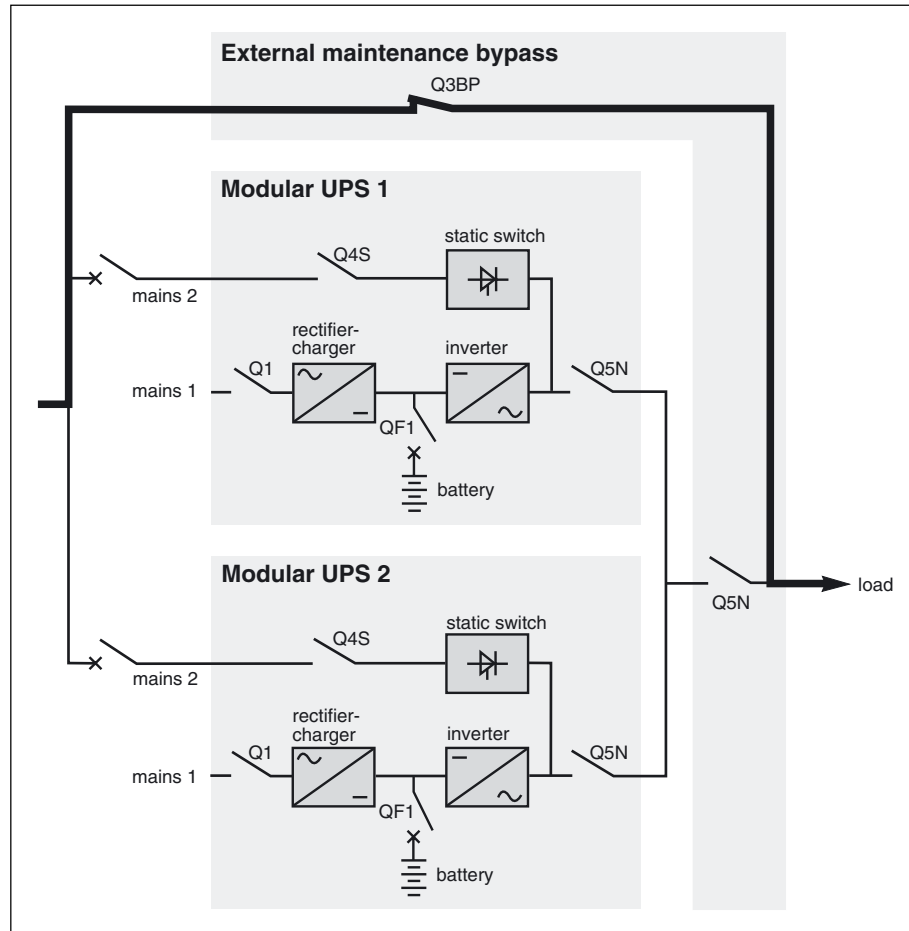 External maintenance bypass
Q3BP
Modular UPS 1
static switch
Q4S
mains 2
rectifier-
charger
inverter
Q1
Q5N
mains 1
QF1
battery
Modular UPS 2
static switch
Q4S
mains 2
rectifier-
charger
inverter
Q1
Q5N
mains 1
QF1
battery
Q5N
load